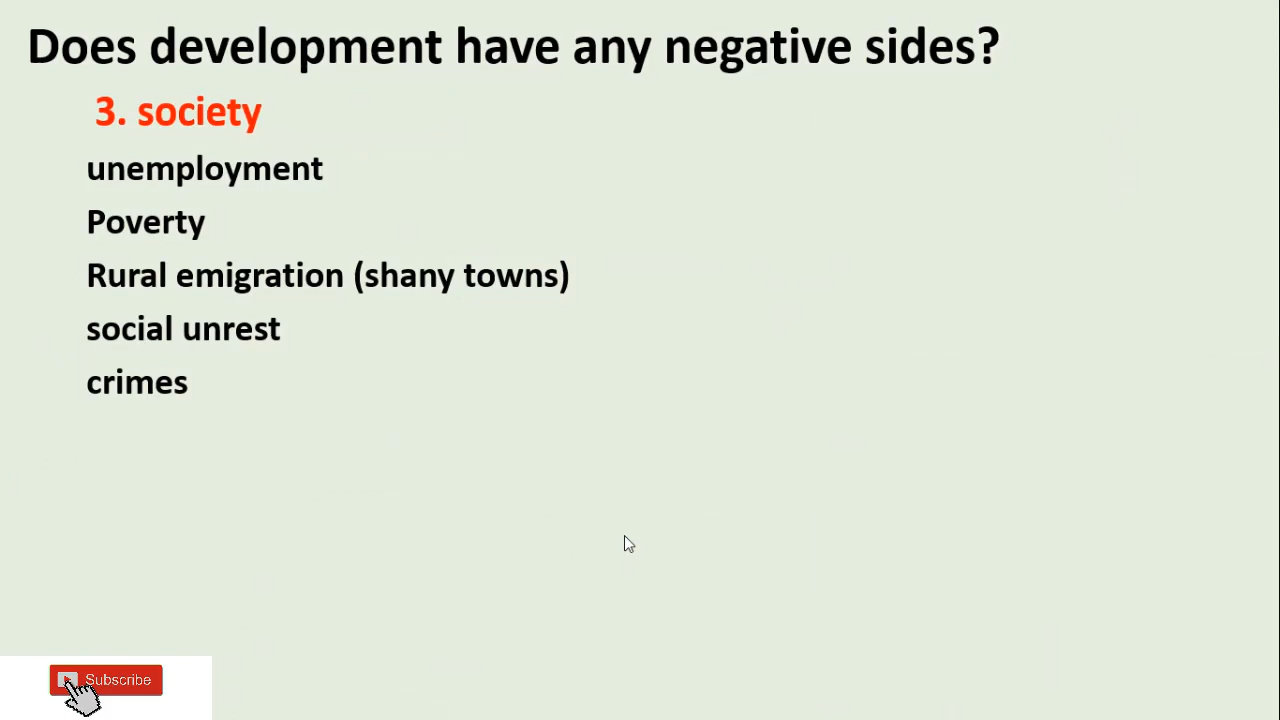 Does development have any negative sides?
3. society
unemployment
Poverty
Rural emigration (shany towns)
social unrest
crimes
Subscribe